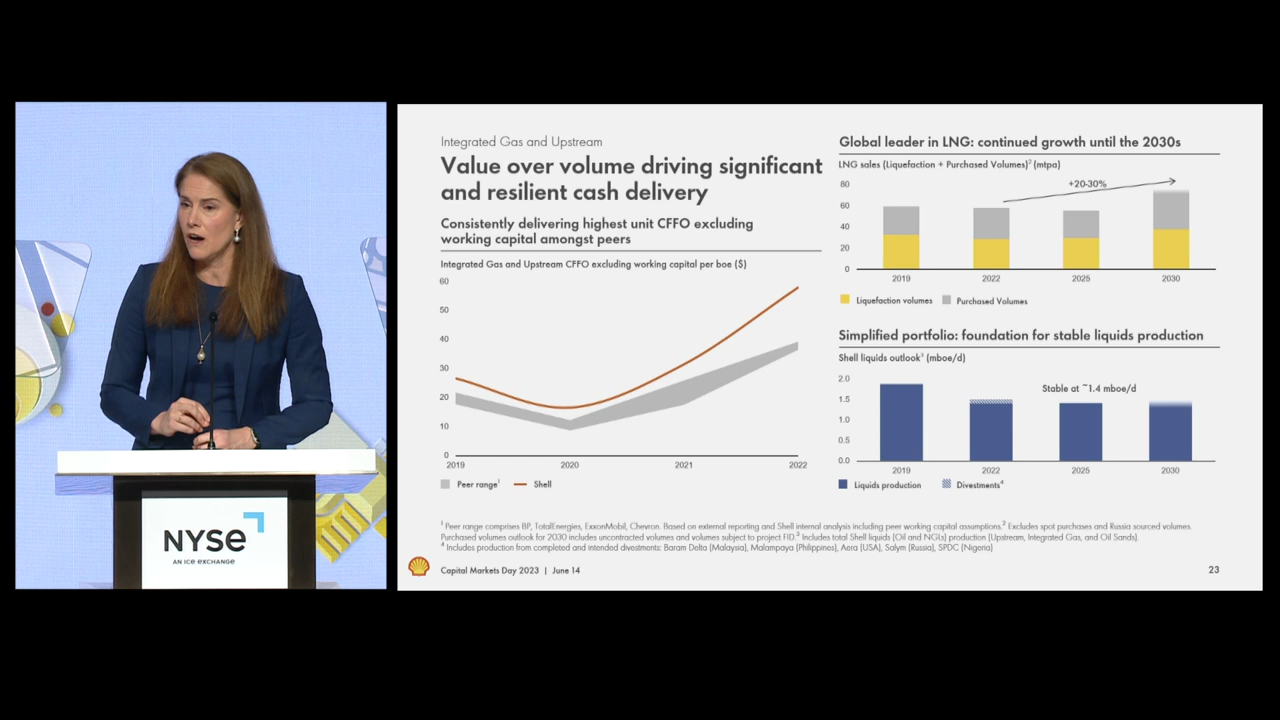 NYSE
AN ICE EXCHANGE
Integrated Gas and Upstream
Value over volume driving significant
and resilient cash delivery
Consistently delivering highest unit CFFO excluding
working capital amongst peers
Integrated Gas and Upstream CFFO excluding working capital per boe ($)
60
50
40
30
20
10
0
2019 2020 2021 2022
Peer range¹ Shell
Global leader in LNG: continued growth until the 2030s
LNG sales (Liquefaction + Purchased Volumes)² (mtpa)
80
+20-30%
60
40
20
0
2019 2022 2025 2030
Liquefaction volumes Purchased Volumes
Simplified portfolio: foundation for stable liquids production
Shell liquids outlook³ (mboe/d)
2.0
Stable at ~1.4 mboe/d
1.5
1.0
0.5
0.0
2019 2022 2025 2030
Liquids production Divestments⁴
¹ Peer range comprises BP, TotalEnergies, ExxonMobil, Chevron. Based on external reporting and Shell internal analysis including peer working capital assumptions.² Excludes spot purchases and Russia sourced volumes.
Purchased volumes outlook for 2030 includes uncontracted volumes and volumes subject to project FID.³ Includes total Shell liquids (Oil and NGLs) production (Upstream, Integrated Gas, and Oil Sands).
⁴ Includes production from completed and intended divestments: Baram Delta (Malaysia), Malampaya (Philippines), Aera (USA), Salym (Russia), SPDC (Nigeria)
Capital Markets Day 2023 | June 14
23